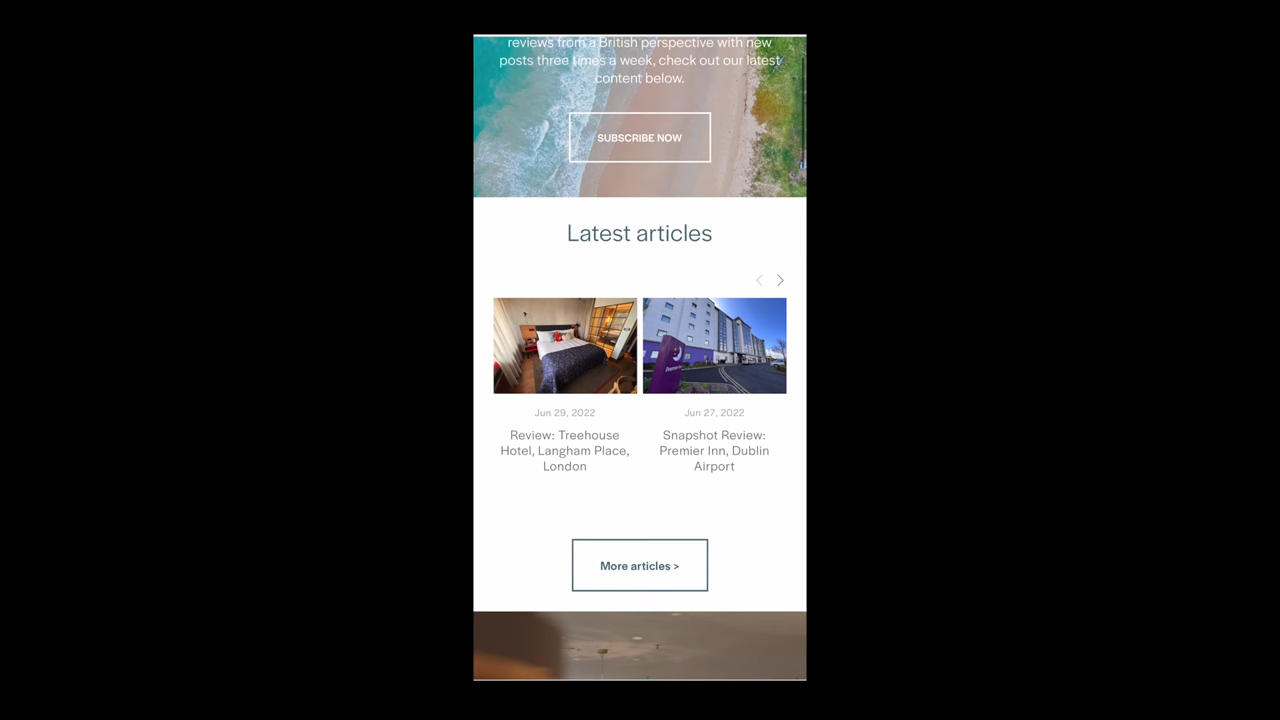 reviews from a British perspective with new
posts three times a week, check out our latest
content below.
SUBSCRIBE NOW
Latest articles
Premier Inn
Jun 29, 2022
Jun 27, 2022
Review: Treehouse
Hotel, Langham Place,
London
Snapshot Review:
Premier Inn, Dublin
Airport
More articles >